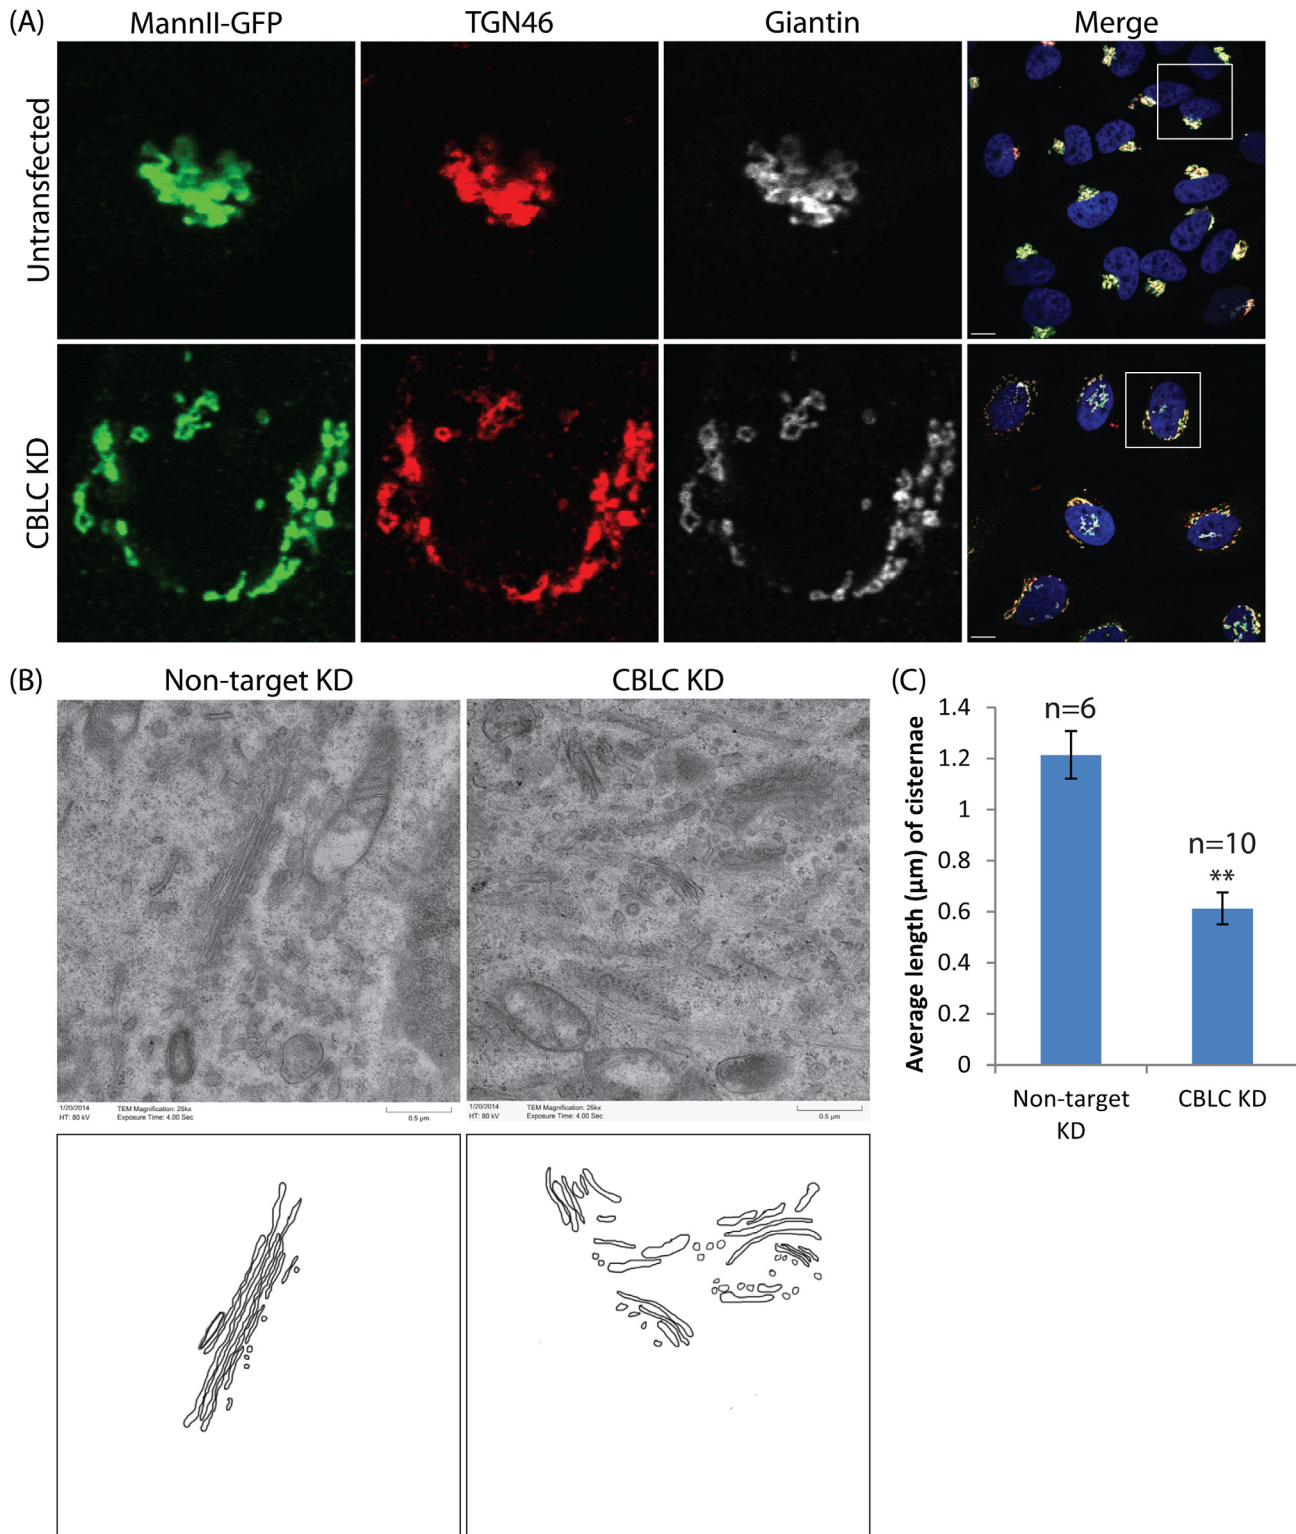 (A)
MannII-GFP
TGN46
Giantin
Merge
Untransfected
CBLC KD
(B)
Non-target KD
CBLC KD
1/20/2014
HT: 80 kV
TEM Magnification: 25kx
Exposure Time: 4.00 Sec
0.5 µm
1/20/2014
HT: 80 kV
TEM Magnification: 25kx
Exposure Time: 4.00 Sec
0.5 µm
(C)
Average length (µm) of cisternae
1.4
1.2
1
0.8
0.6
0.4
0.2
0
n=6
n=10
**
Non-target
KD
CBLC KD